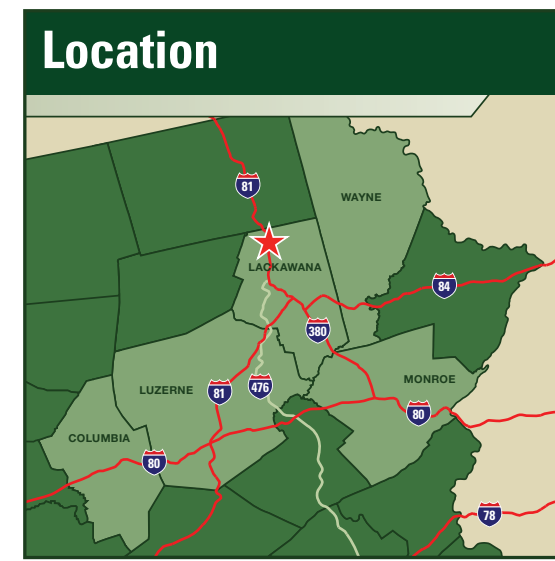 Location
81
WAYNE
LACKAWANA
84
380
MONROE
LUZERNE
81
476
80
COLUMBIA
80
78